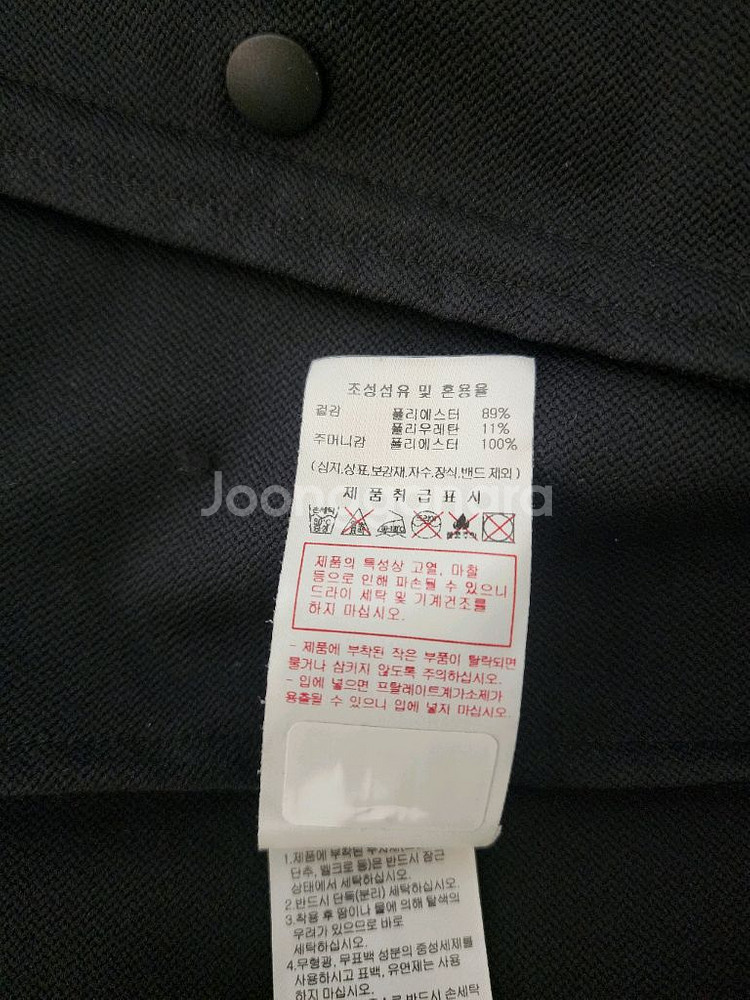 조성섬유 및 혼용율
겉감 폴리에스터 89%
폴리우레탄 11%
주머니감 폴리에스터 100%
(심지,상표,보강재,자수,장식,밴드 제외)
제 품 취 급 표 시
손세탁
30℃
중성
제품의 특성상 고열, 마찰
등으로 인해 파손될 수 있으니
드라이 세탁 및 기계건조를
하지 마십시오.
- 제품에 부착된 작은 부품이 탈락되면
물거나 삼키지 않도록 주의하십시오.
- 입에 넣으면 프탈레이트계가소제가
용출될 수 있으니 입에 넣지 마십시오.
1.제품에 부착된
단추, 벨크로 등)은 반드시 잠근
상태에서 세탁하십시오.
2.반드시 단독(분리) 세탁하십시오.
3.착용 후 땀이나 물에 의해 탈색의
우려가 있으므로 바로
세탁하십시오.
4.무형광, 무표백 성분의 중성세제를
사용하시고 표백, 유연제는 사용
하지 마십시오.
반드시 손세탁